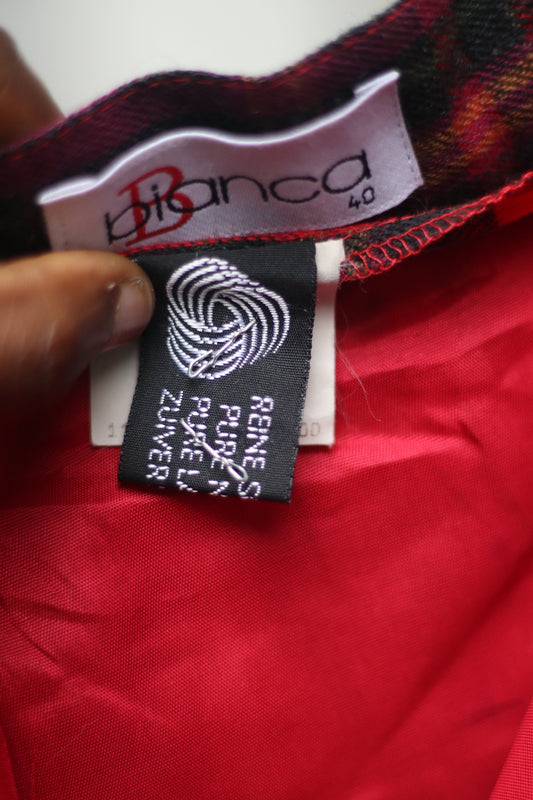 B
bianca
40
REINE S
PURE N
PURE L
ZUIVER